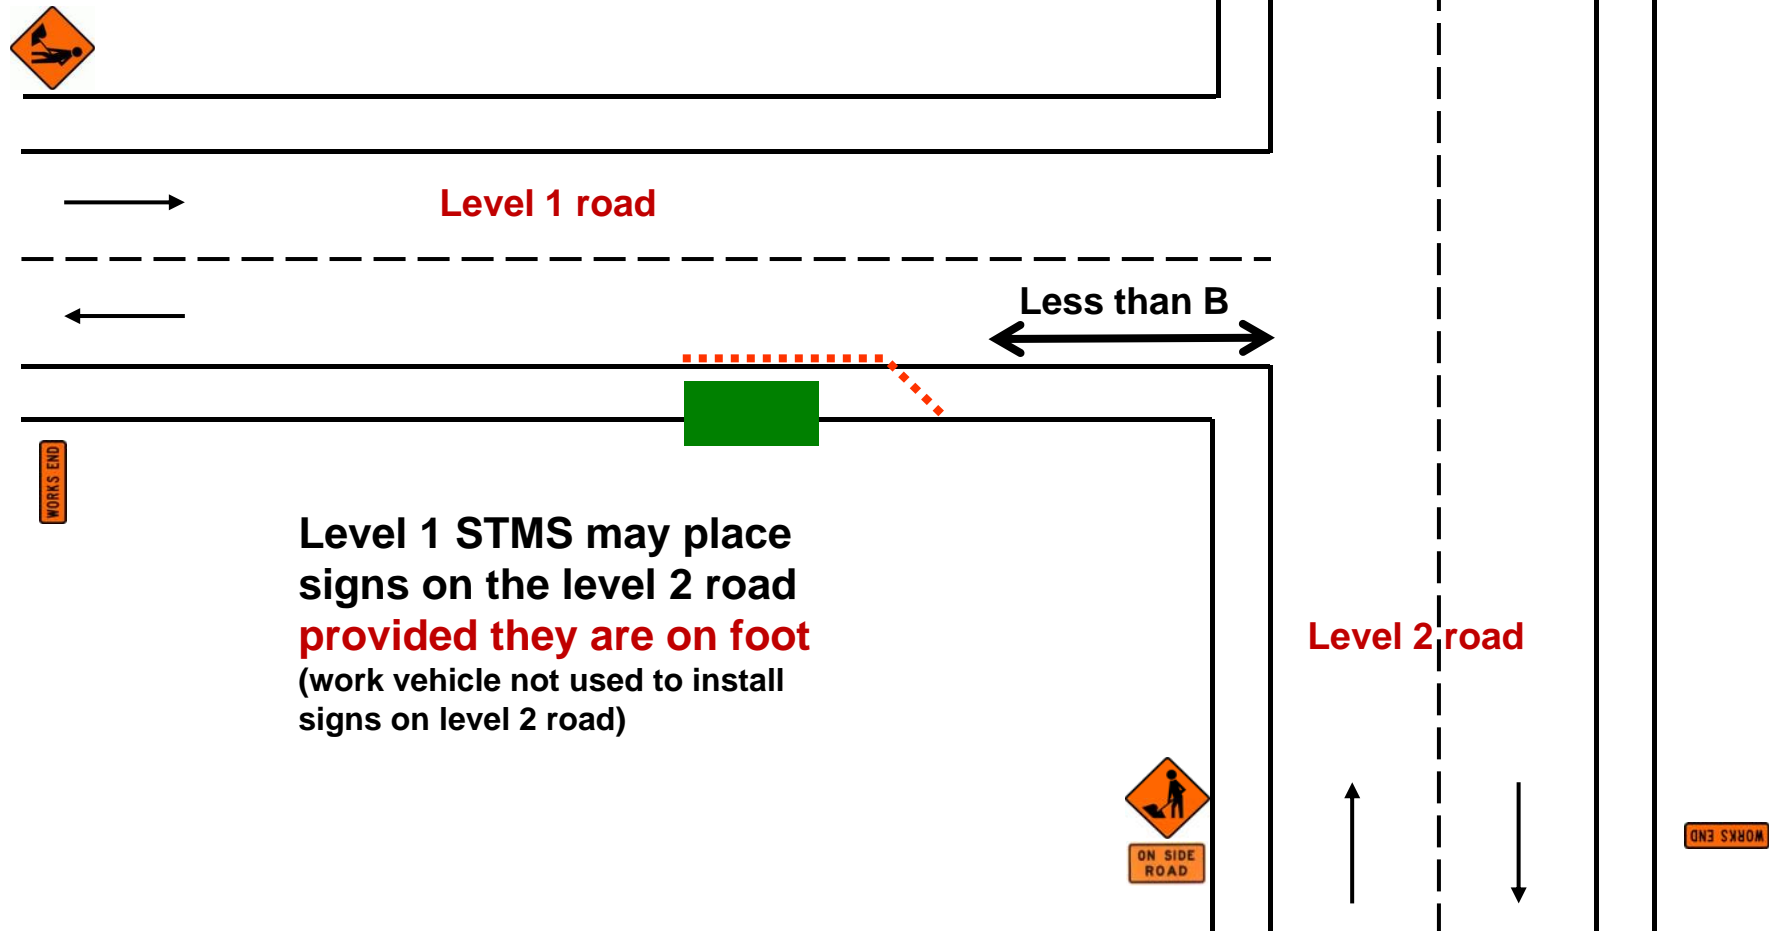 Level 1 road
Less than B
WORKS END
Level 1 STMS may place
signs on the level 2 road
provided they are on foot
(work vehicle not used to install
signs on level 2 road)
Level 2 road
ON SIDE
ROAD
WORKS END